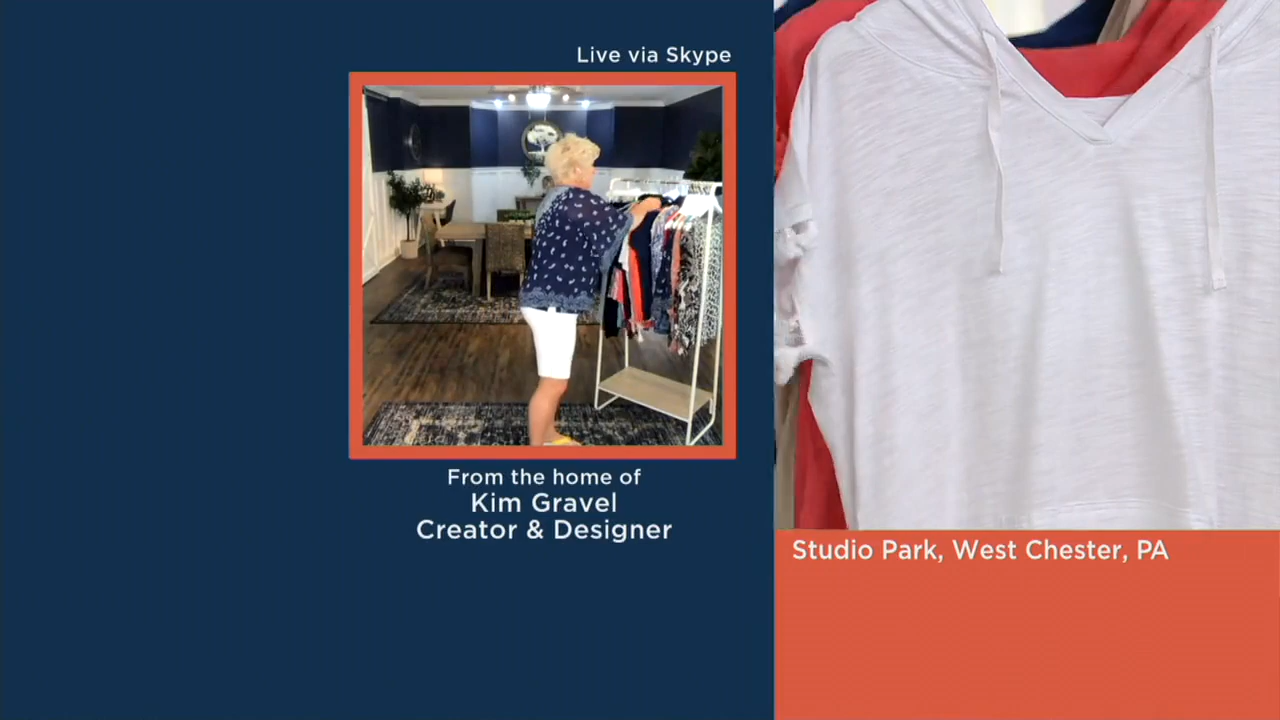 Live via Skype
From the home of
Kim Gravel
Creator & Designer
Studio Park, West Chester, PA